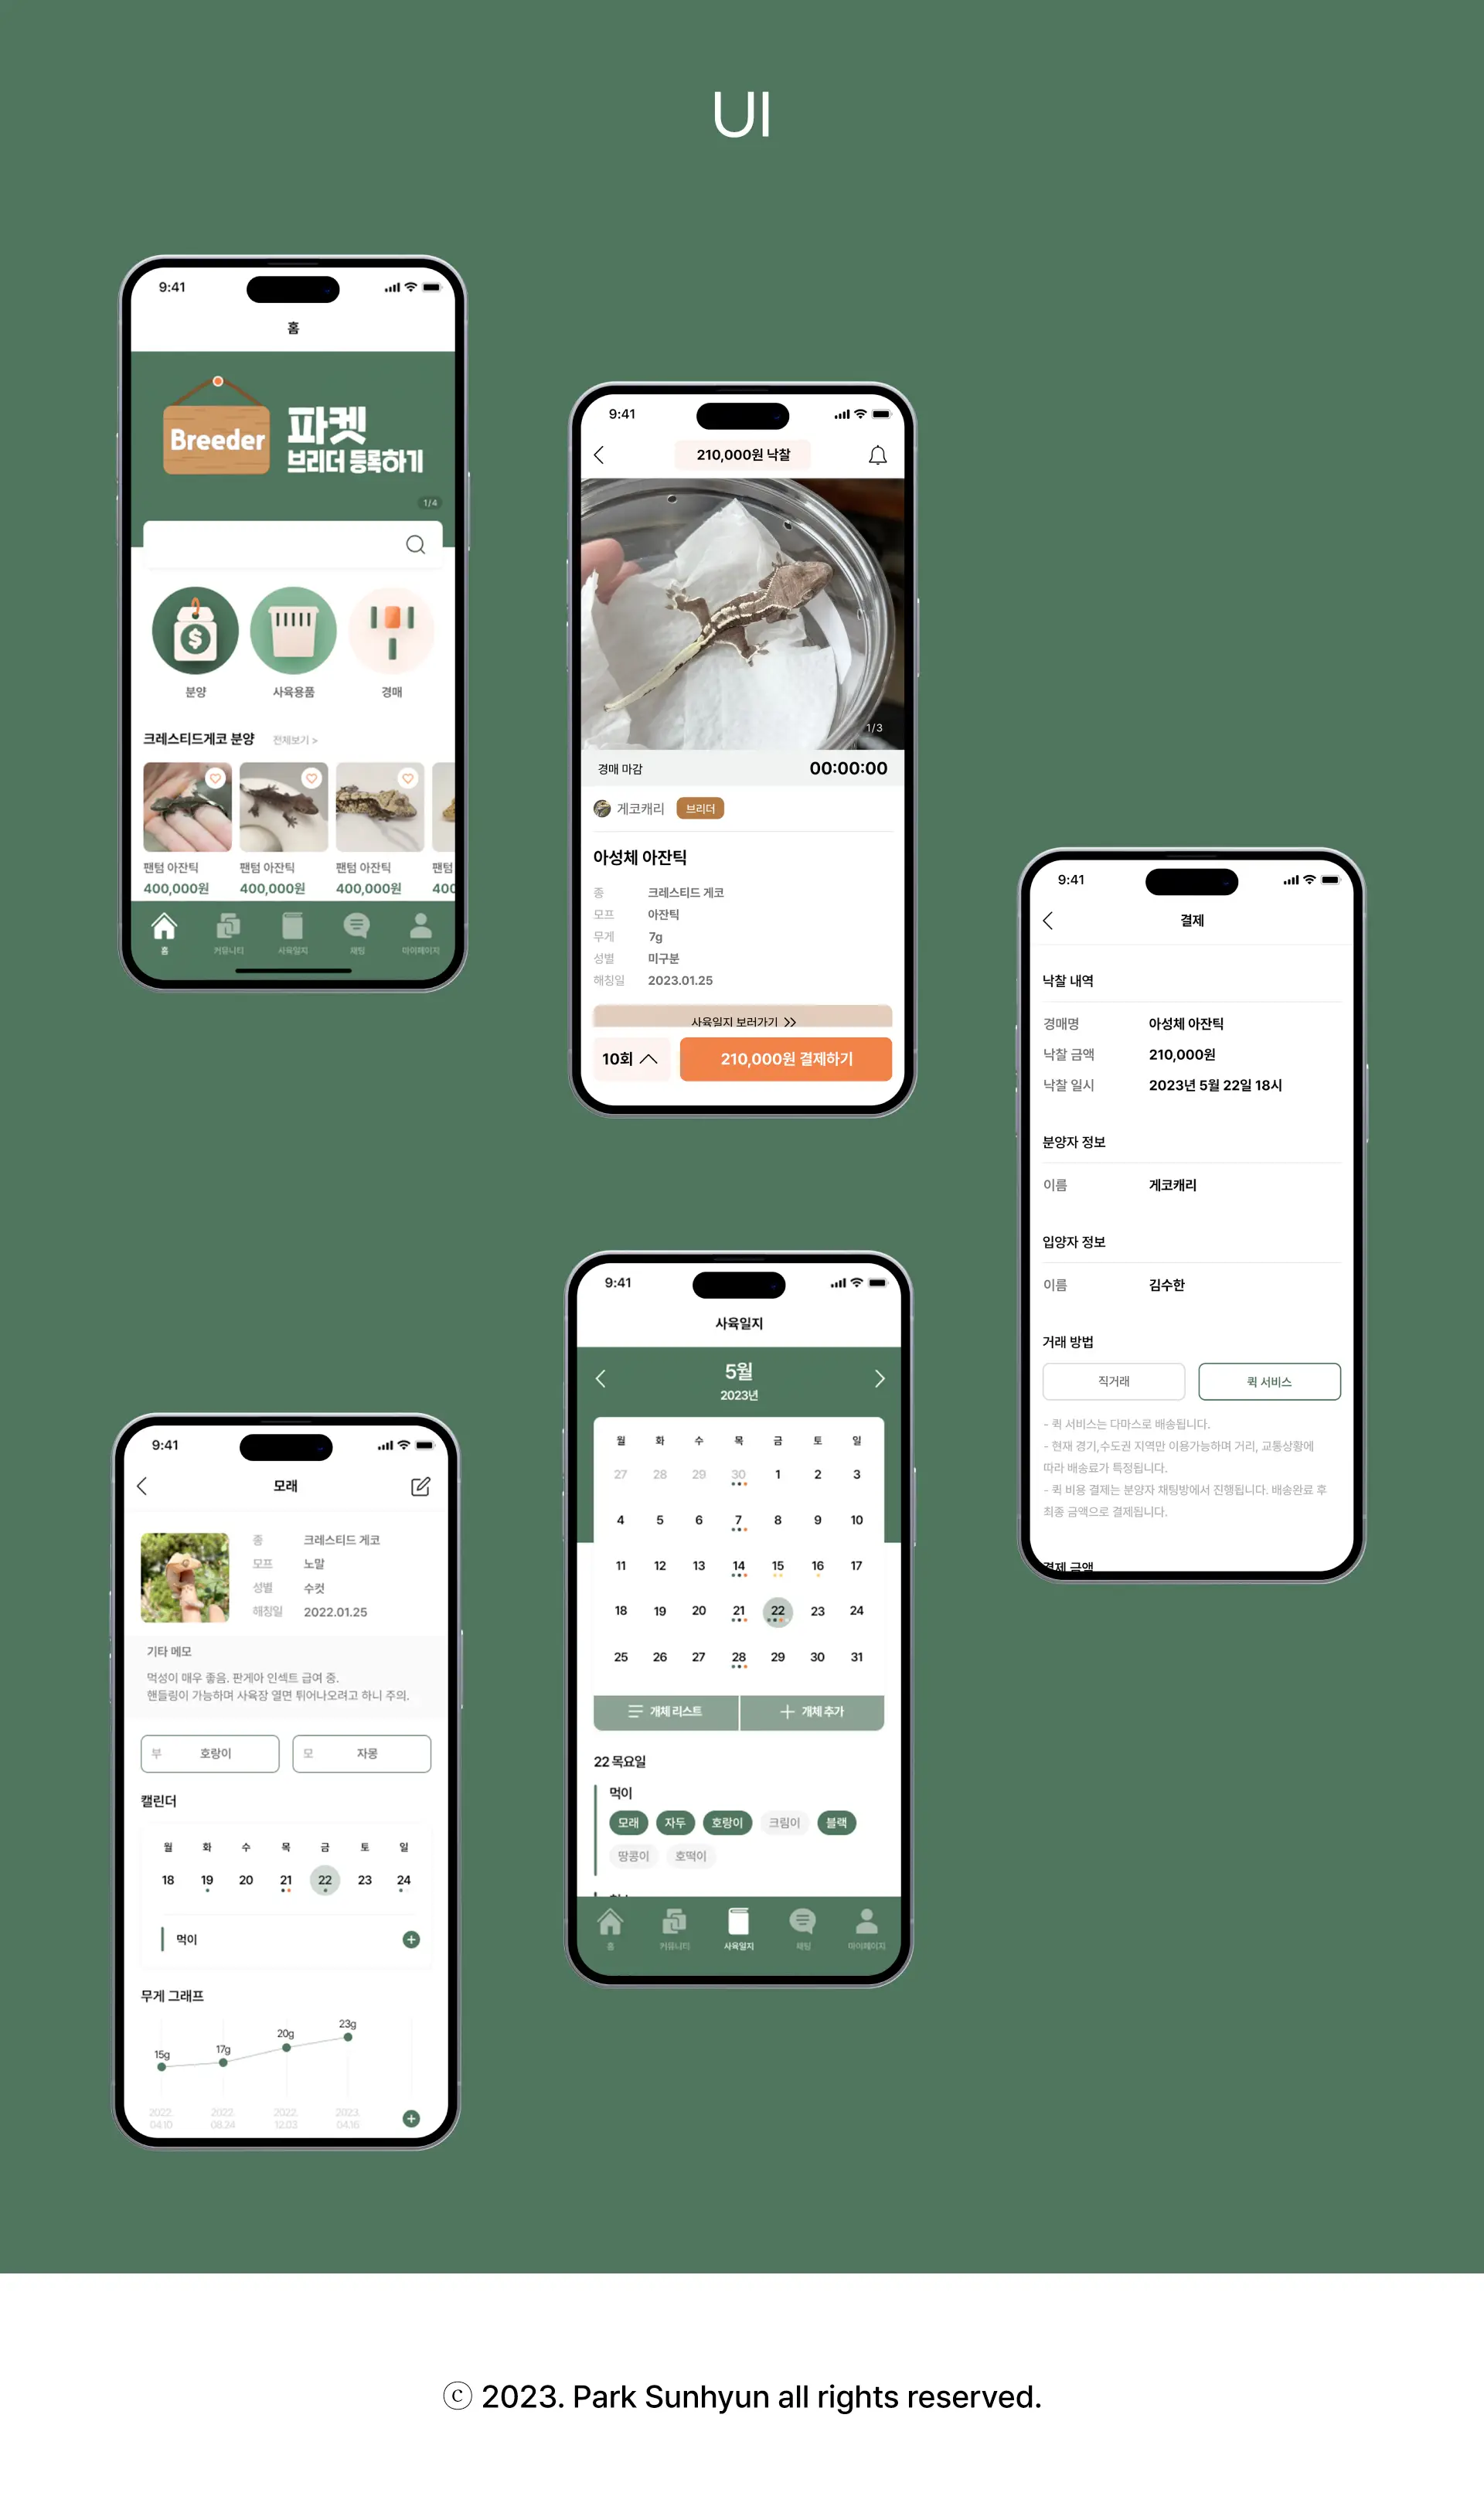 UI
9:41
홈
Breeder
파켓
브리더 등록하기
1/4
분양
사육용품
경매
크레스티드게코 분양 전체보기 >
팬텀 아잔틱 팬텀 아잔틱 팬텀 아잔틱 팬텀
400,000원 400,000원 400,000원 400
홈 커뮤니티 사육일지 채팅 마이페이지
9:41
210,000원 낙찰
1/3
경매 마감 00:00:00
게코캐리 브리더
아성체 아잔틱
종 크레스티드 게코
모프 아잔틱
무게 7g
성별 미구분
해칭일 2023.01.25
사육일지 보러가기 >>
10회 210,000원 결제하기
9:41
결제
낙찰 내역
경매명 아성체 아잔틱
낙찰 금액 210,000원
낙찰 일시 2023년 5월 22일 18시
분양자 정보
이름 게코캐리
입양자 정보
이름 김수한
거래 방법
직거래 퀵 서비스
- 퀵 서비스는 다마스로 배송됩니다.
- 현재 경기,수도권 지역만 이용가능하며 거리, 교통상황에
따라 배송료가 특정됩니다.
- 퀵 비용 결제는 분양자 채팅방에서 진행됩니다. 배송완료 후
최종 금액으로 결제됩니다.
결제 금액
9:41
사육일지
5월
2023년
월 화 수 목 금 토 일
27 28 29 30 1 2 3
4 5 6 7 8 9 10
11 12 13 14 15 16 17
18 19 20 21 22 23 24
25 26 27 28 29 30 31
개체 리스트 개체 추가
22 목요일
먹이
모래 자두 호랑이 크림이 블랙
땅콩이 호떡이
홈 커뮤니티 사육일지 채팅 마이페이지
9:41
모래
종 크레스티드 게코
모프 노말
성별 수컷
해칭일 2022.01.25
기타 메모
먹성이 매우 좋음. 판게아 인섹트 급여 중.
핸들링이 가능하며 사육장 열면 튀어나오려고 하니 주의.
부 호랑이 모 자몽
캘린더
월 화 수 목 금 토 일
18 19 20 21 22 23 24
먹이
무게 그래프
15g 17g 20g 23g
2022. 2022. 2022. 2023.
04.10 08.24 12.03 04.16
ⓒ 2023. Park Sunhyun all rights reserved.